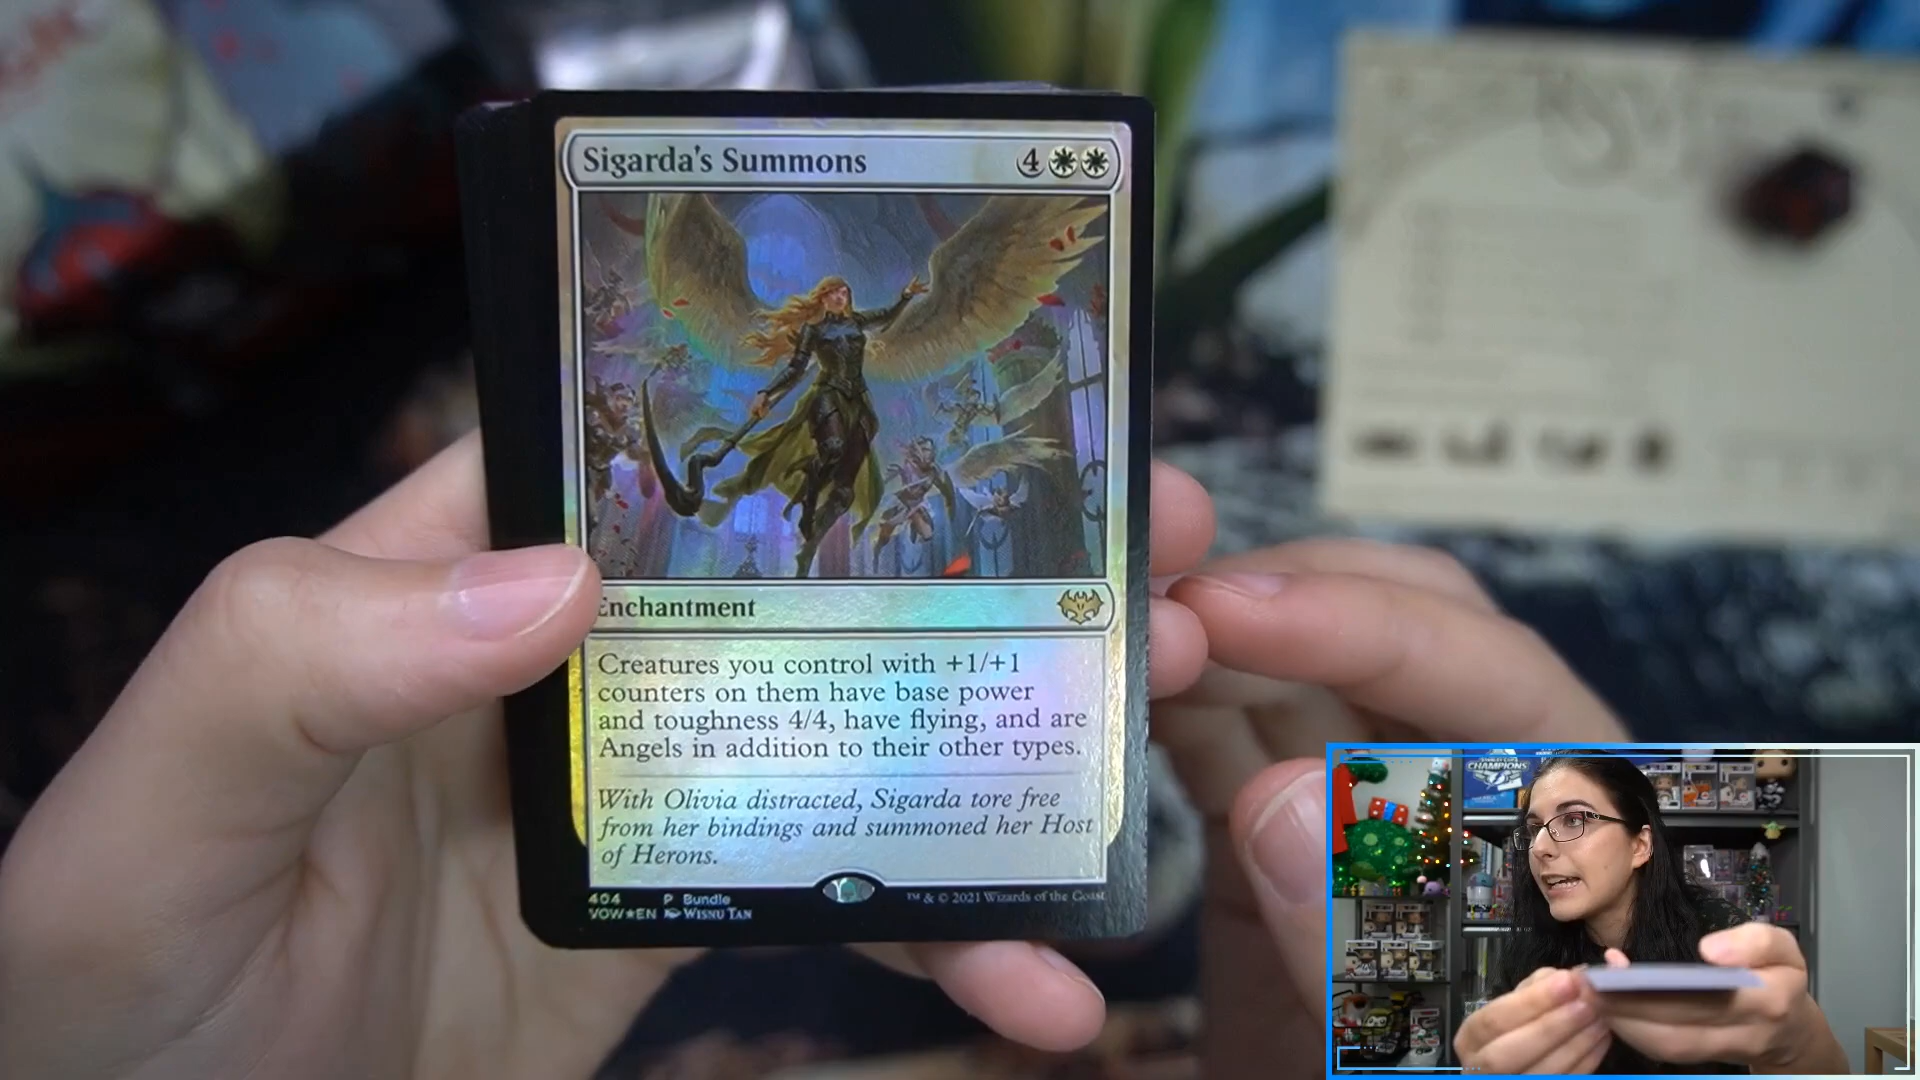 Sigarda's Summons
4
Enchantment
Creatures you control with +1/+1
counters on them have base power
and toughness 4/4, have flying, and are
Angels in addition to their other types.
With Olivia distracted, Sigarda tore free
from her bindings and summoned her Host
of Herons.
404 P Bundle
VOW★EN Wisnu Tan
™ & © 2021 Wizards of the Coast
CHAMPIONS